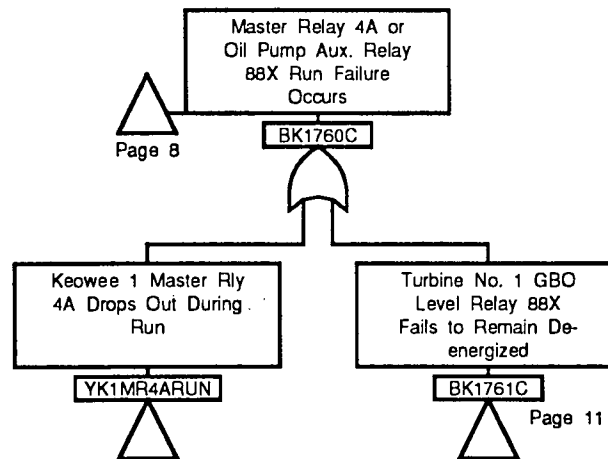 Master Relay 4A or
Oil Pump Aux. Relay
88X Run Failure
Occurs
Page 8
BK1760C
Keowee 1 Master Rly
4A Drops Out During
Run
YK1MR4ARUN
Turbine No. 1 GBO
Level Relay 88X
Fails to Remain De-
energized
BK1761C
Page 11